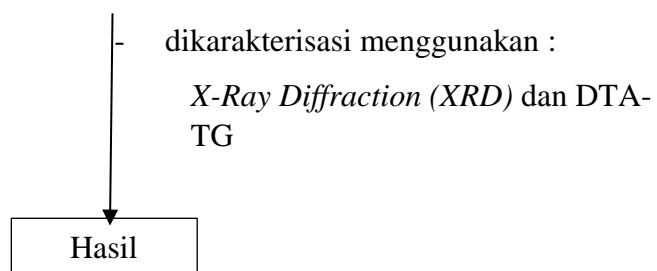 - dikarakterisasi menggunakan :
X-Ray Diffraction (XRD) dan DTA-
TG
Hasil